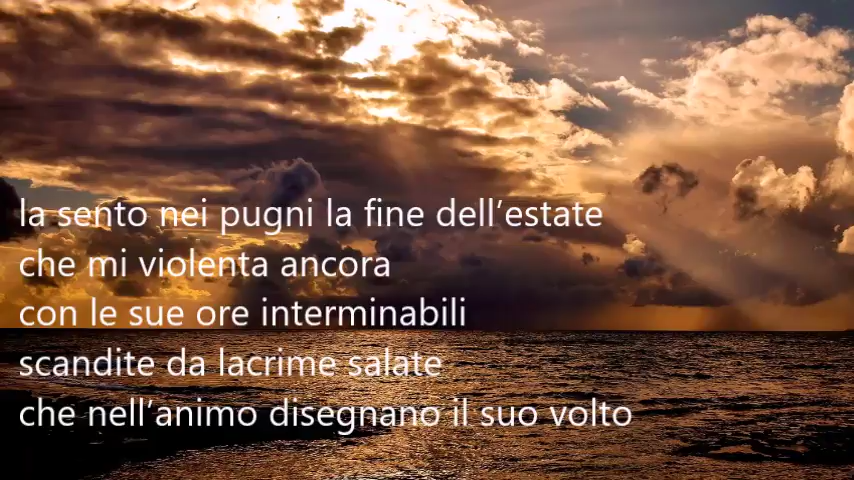 la sento nei pugni la fine dell’estate
che mi violenta ancora
con le sue ore interminabili
scandite da lacrime salate
che nell’animo disegnano il suo volto